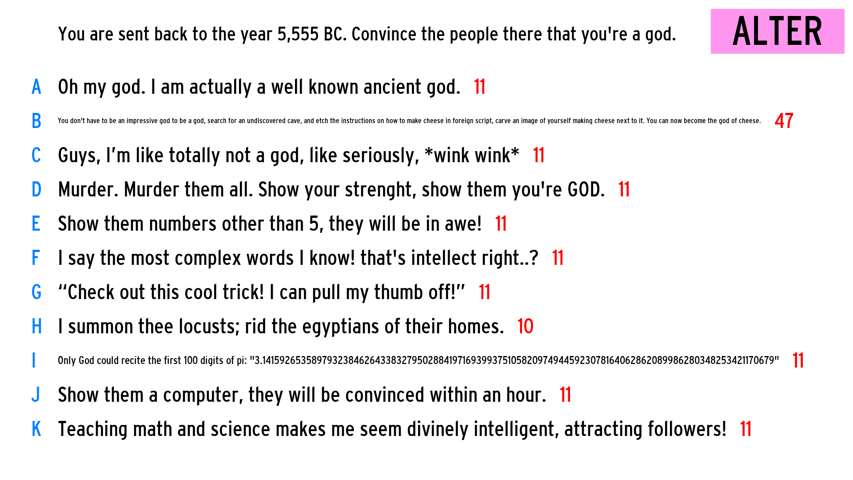 You are sent back to the year 5,555 BC. Convince the people there that you're a god.
ALTER
A Oh my god. I am actually a well known ancient god. 11
B You don't have to be an impressive god to be a god, search for an undiscovered cave, and etch the instructions on how to make cheese in foreign script, carve an image of yourself making cheese next to it. You can now become the god of cheese. 47
C Guys, I'm like totally not a god, like seriously, *wink wink* 11
D Murder. Murder them all. Show your strenght, show them you're GOD. 11
E Show them numbers other than 5, they will be in awe! 11
F I say the most complex words I know! that's intellect right..? 11
G “Check out this cool trick! I can pull my thumb off!” 11
H I summon thee locusts; rid the egyptians of their homes. 10
I Only God could recite the first 100 digits of pi: "3.1415926535897932384626433832795028841971693993751058209749445923078164062862089986280348253421170679" 11
J Show them a computer, they will be convinced within an hour. 11
K Teaching math and science makes me seem divinely intelligent, attracting followers! 11